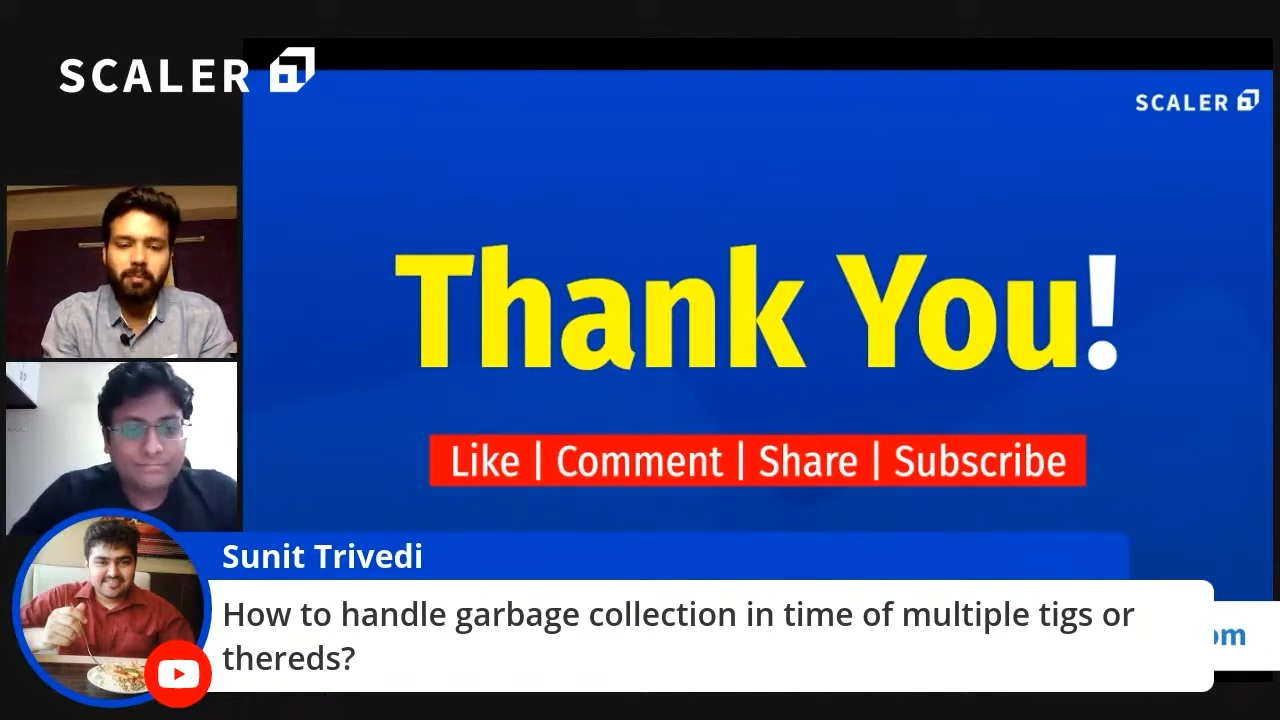 SCALER
SCALER
Thank You!
Like | Comment | Share | Subscribe
Sunit Trivedi
How to handle garbage collection in time of multiple tigs or
thereds?
om